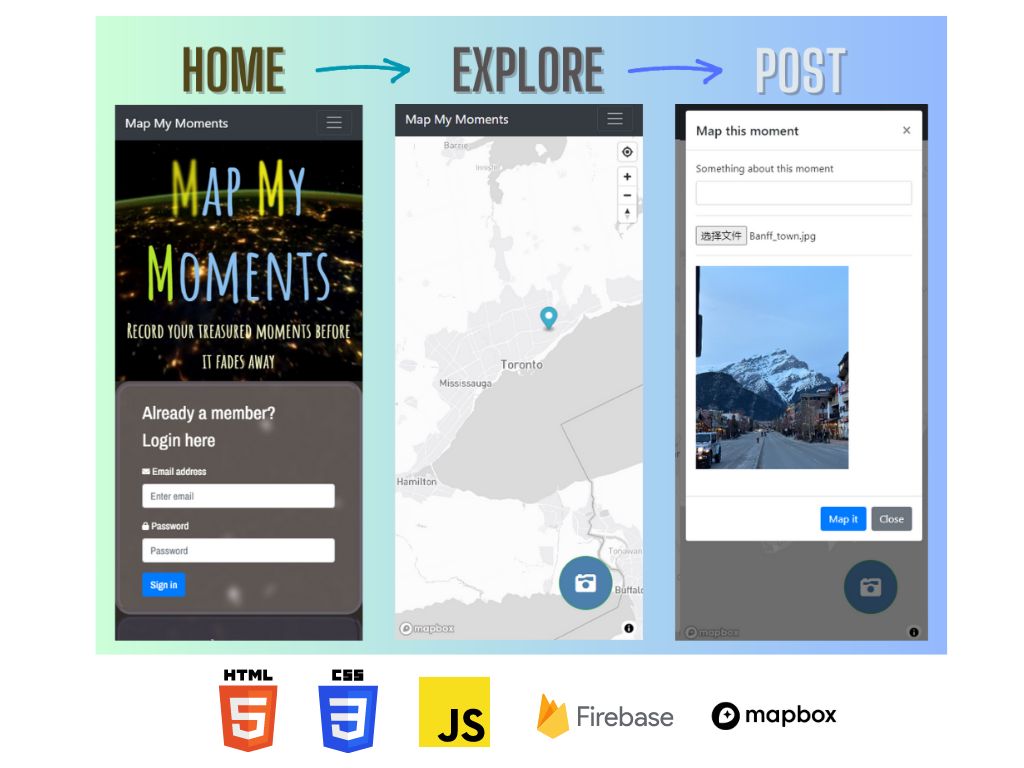 HOME
EXPLORE
POST
Map My Moments
MAP MY
MOMENTS
RECORD YOUR TREASURED MOMENTS BEFORE
IT FADES AWAY
Already a member?
Login here
Email address
Enter email
Password
Password
Sign in
Map My Moments
Barrie
Innisfil
Toronto
Mississauga
Hamilton
Tonawan
Buffalo
mapbox
Map this moment
×
Something about this moment
选择文件 Banff_town.jpg
Map it
Close
mapbox
HTML
5
CSS
3
JS
Firebase
mapbox